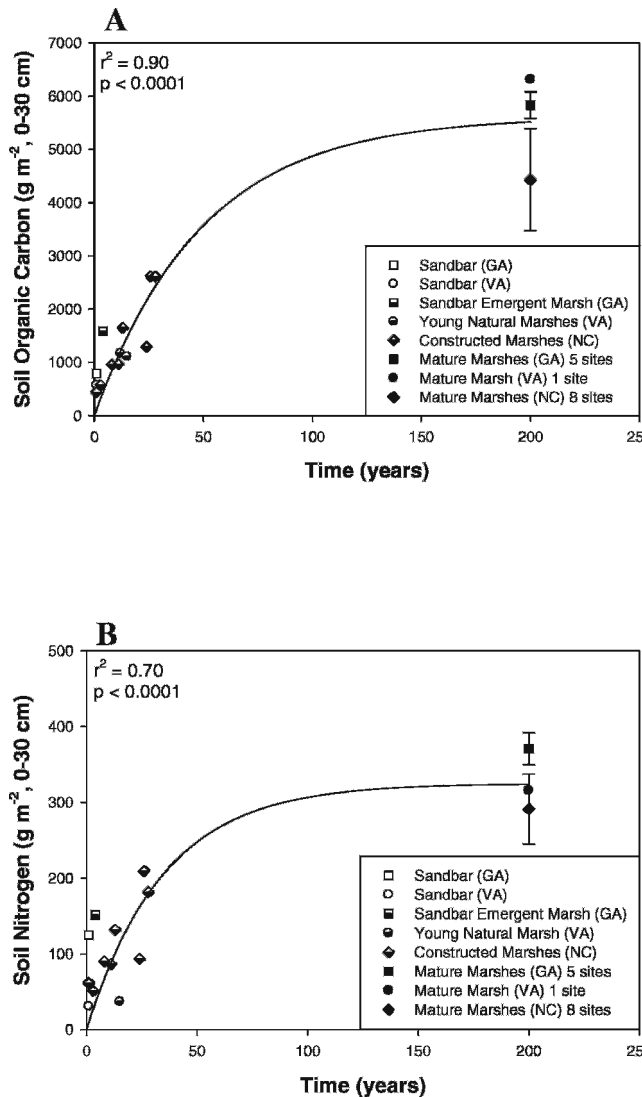 A
7000
6000
5000
4000
3000
2000
1000
0
Soil Organic Carbon (g m-2, 0-30 cm)
r2 = 0.90
p < 0.0001
Sandbar (GA)
Sandbar (VA)
Sandbar Emergent Marsh (GA)
Young Natural Marshes (VA)
Constructed Marshes (NC)
Mature Marshes (GA) 5 sites
Mature Marsh (VA) 1 site
Mature Marshes (NC) 8 sites
0 50 100 150 200 25
Time (years)
B
500
400
300
200
100
0
Soil Nitrogen (g m-2, 0-30 cm)
r2 = 0.70
p < 0.0001
Sandbar (GA)
Sandbar (VA)
Sandbar Emergent Marsh (GA)
Young Natural Marsh (VA)
Constructed Marshes (NC)
Mature Marshes (GA) 5 sites
Mature Marsh (VA) 1 site
Mature Marshes (NC) 8 sites
0 50 100 150 200 25
Time (years)